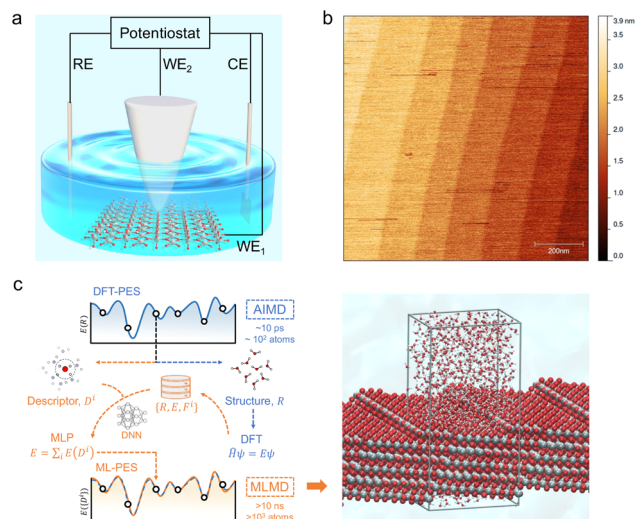 a
Potentiostat
RE
WE₂
CE
WE₁
b
3.9 nm
3.5
3.0
2.5
2.0
1.5
1.0
0.5
0.0
200nm
c
DFT-PES
E(R)
AIMD
~10 ps
~ 10² atoms
Descriptor, Dⁱ
{R, E, Fⁱ}
Structure, R
DNN
MLP
E = ∑ᵢ E(Dⁱ)
DFT
Ĥψ = Eψ
ML-PES
E({Dⁱ})
MLMD
>10 ns
>10³ atoms